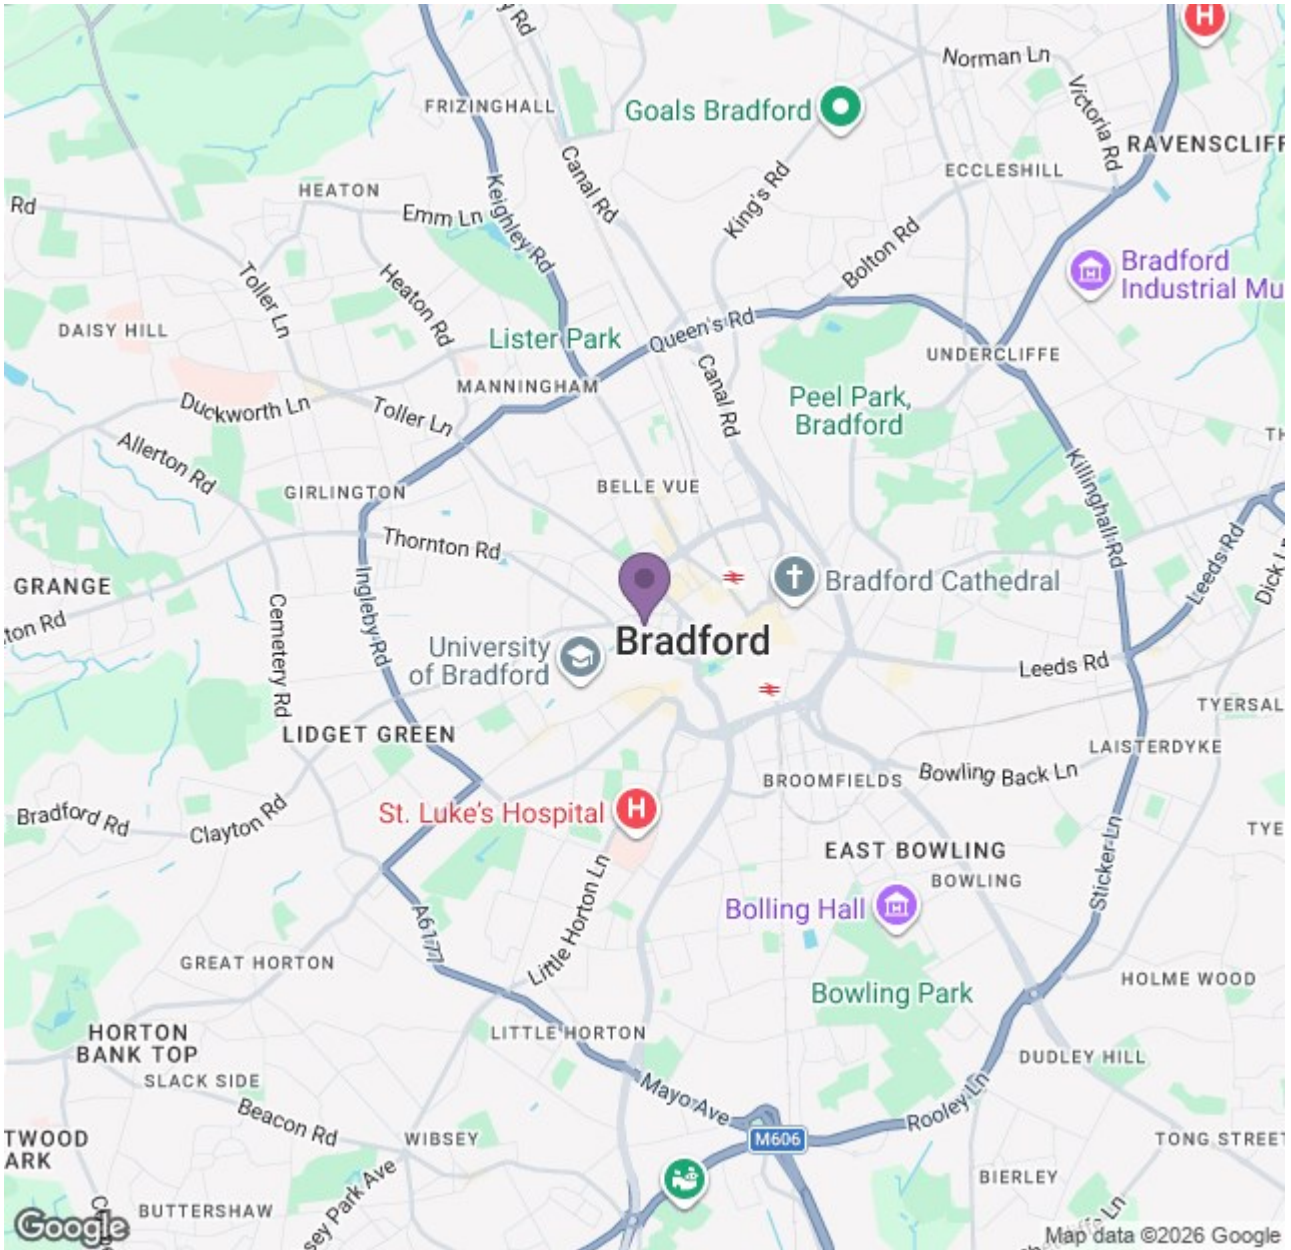 Rd
Norman Ln
FRIZINGHALL
Goals Bradford
Victoria Rd
RAVENSCLIFF
Canal Rd
ECCLESHILL
HEATON
Keighley Rd
King's Rd
Rd
Emm Ln
Bolton Rd
Bradford
Industrial Mu
Toller Ln
Heaton Rd
DAISY HILL
Lister Park
Queen's Rd
UNDERCLIFFE
MANNINGHAM
Canal Rd
Peel Park,
Bradford
Duckworth Ln
Toller Ln
TH
Allerton Rd
GIRLINGTON
BELLE VUE
Killinghall Rd
Thornton Rd
Leeds Rd
GRANGE
Ingleby Rd
Bradford Cathedral
Dick L
ton Rd
Cemetery Rd
University
of Bradford
Bradford
Leeds Rd
TYERSAL
LIDGET GREEN
LAISTERDYKE
BROOMFIELDS
Bowling Back Ln
Bradford Rd
Clayton Rd
St. Luke's Hospital
TYE
EAST BOWLING
BOWLING
Sticker Ln
Bolling Hall
A6177
Little Horton Ln
GREAT HORTON
HOLME WOOD
Bowling Park
HORTON
BANK TOP
LITTLE HORTON
DUDLEY HILL
SLACK SIDE
Mayo Ave
Rooley Ln
Beacon Rd
TWOOD
ARK
WIBSEY
M606
TONG STREET
BIERLEY
BUTTERSHAW
sey Park Ave
Google
Map data ©2026 Google